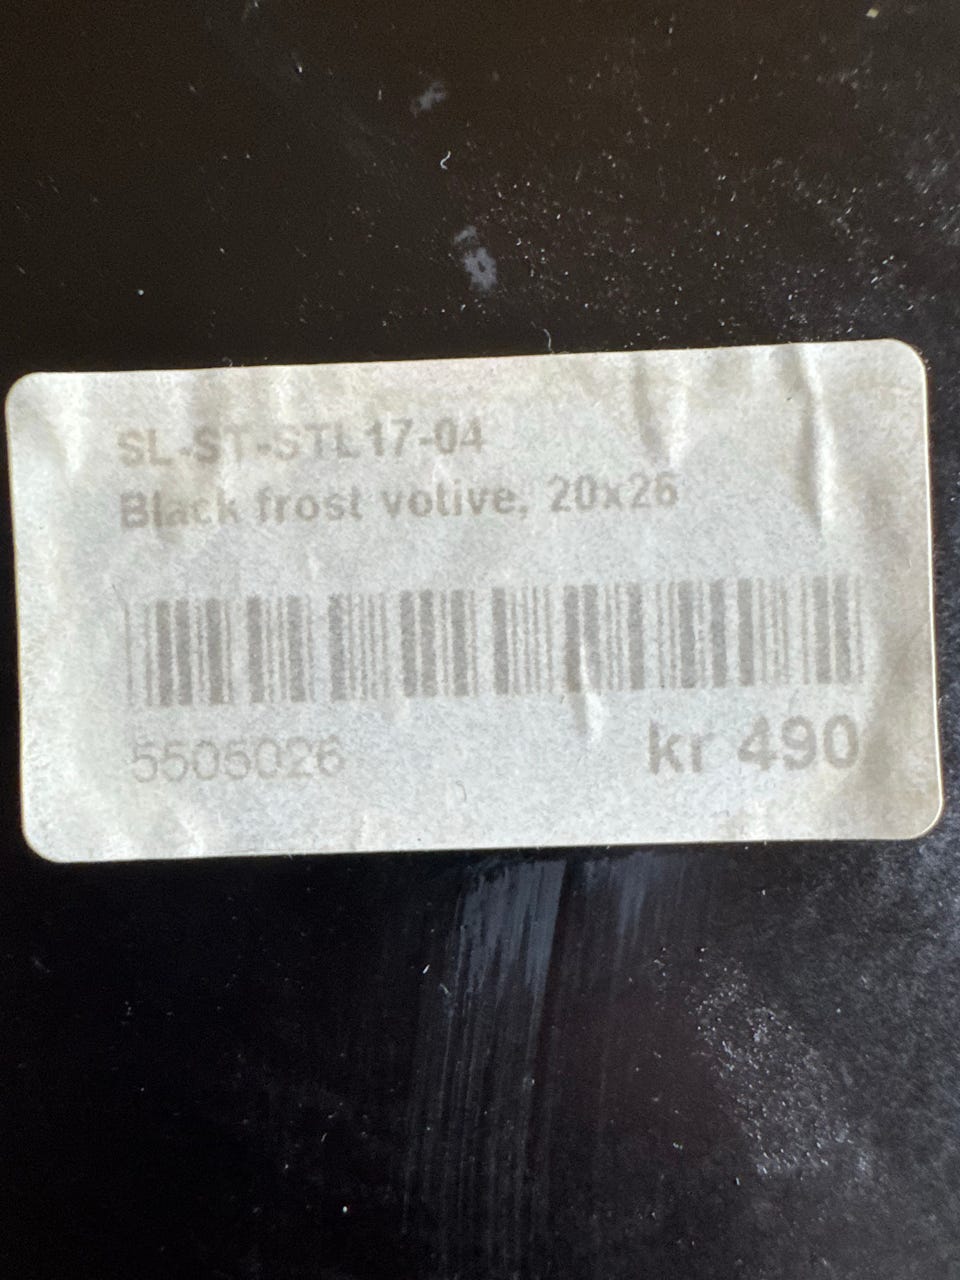 SL-ST-STL17-04
Black frost votive, 20x26
5505026
kr 490